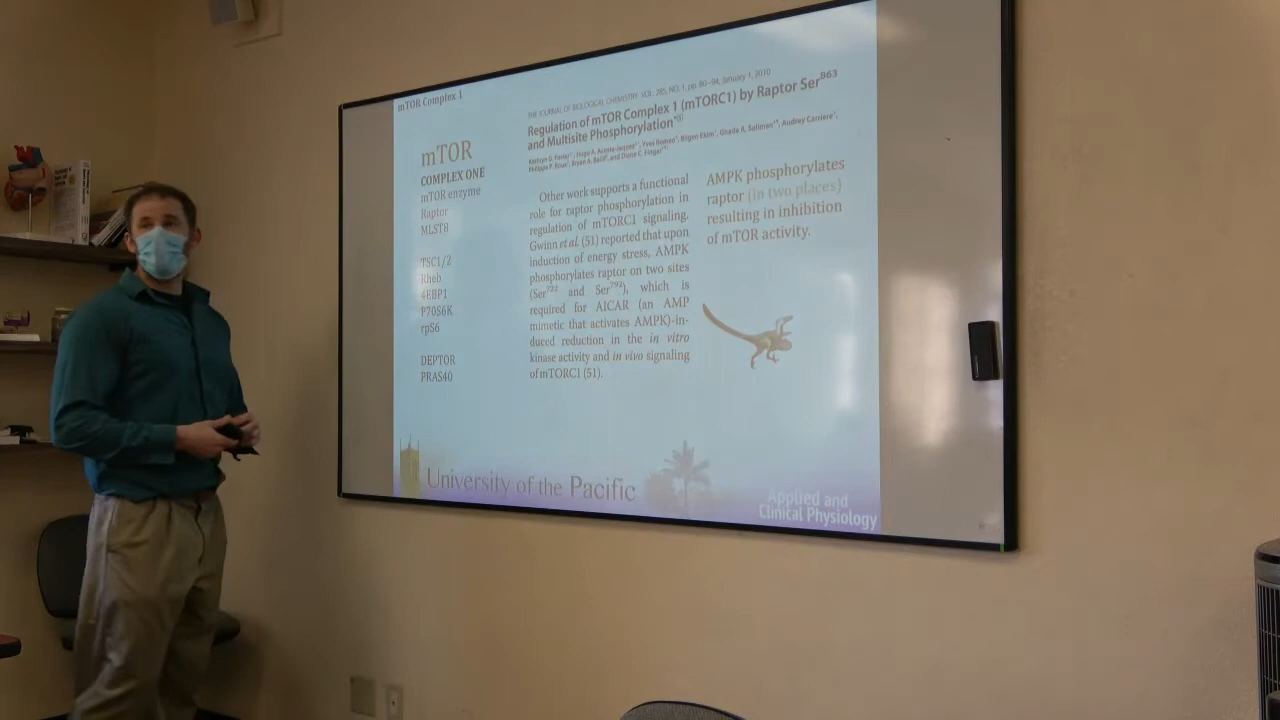 mTOR Complex 1
THE JOURNAL OF BIOLOGICAL CHEMISTRY VOL. 285, NO. 1, pp. 80–94, January 1, 2010
Regulation of mTOR Complex 1 (mTORC1) by Raptor Ser863
and Multisite Phosphorylation
mTOR
COMPLEX ONE
mTOR enzyme
Raptor
MLST8
TSC1/2
Rheb
4EBP1
P70S6K
rpS6
DEPTOR
PRAS40
Other work supports a functional
role for raptor phosphorylation in
regulation of mTORC1 signaling.
Gwinn et al. (51) reported that upon
induction of energy stress, AMPK
phosphorylates raptor on two sites
(Ser722 and Ser792), which is
required for AICAR (an AMP
mimetic that activates AMPK)-in-
duced reduction in the in vitro
kinase activity and in vivo signaling
of mTORC1 (51).
AMPK phosphorylates
raptor (in two places)
resulting in inhibition
of mTOR activity.
University of the Pacific
Applied and
Clinical Physiology